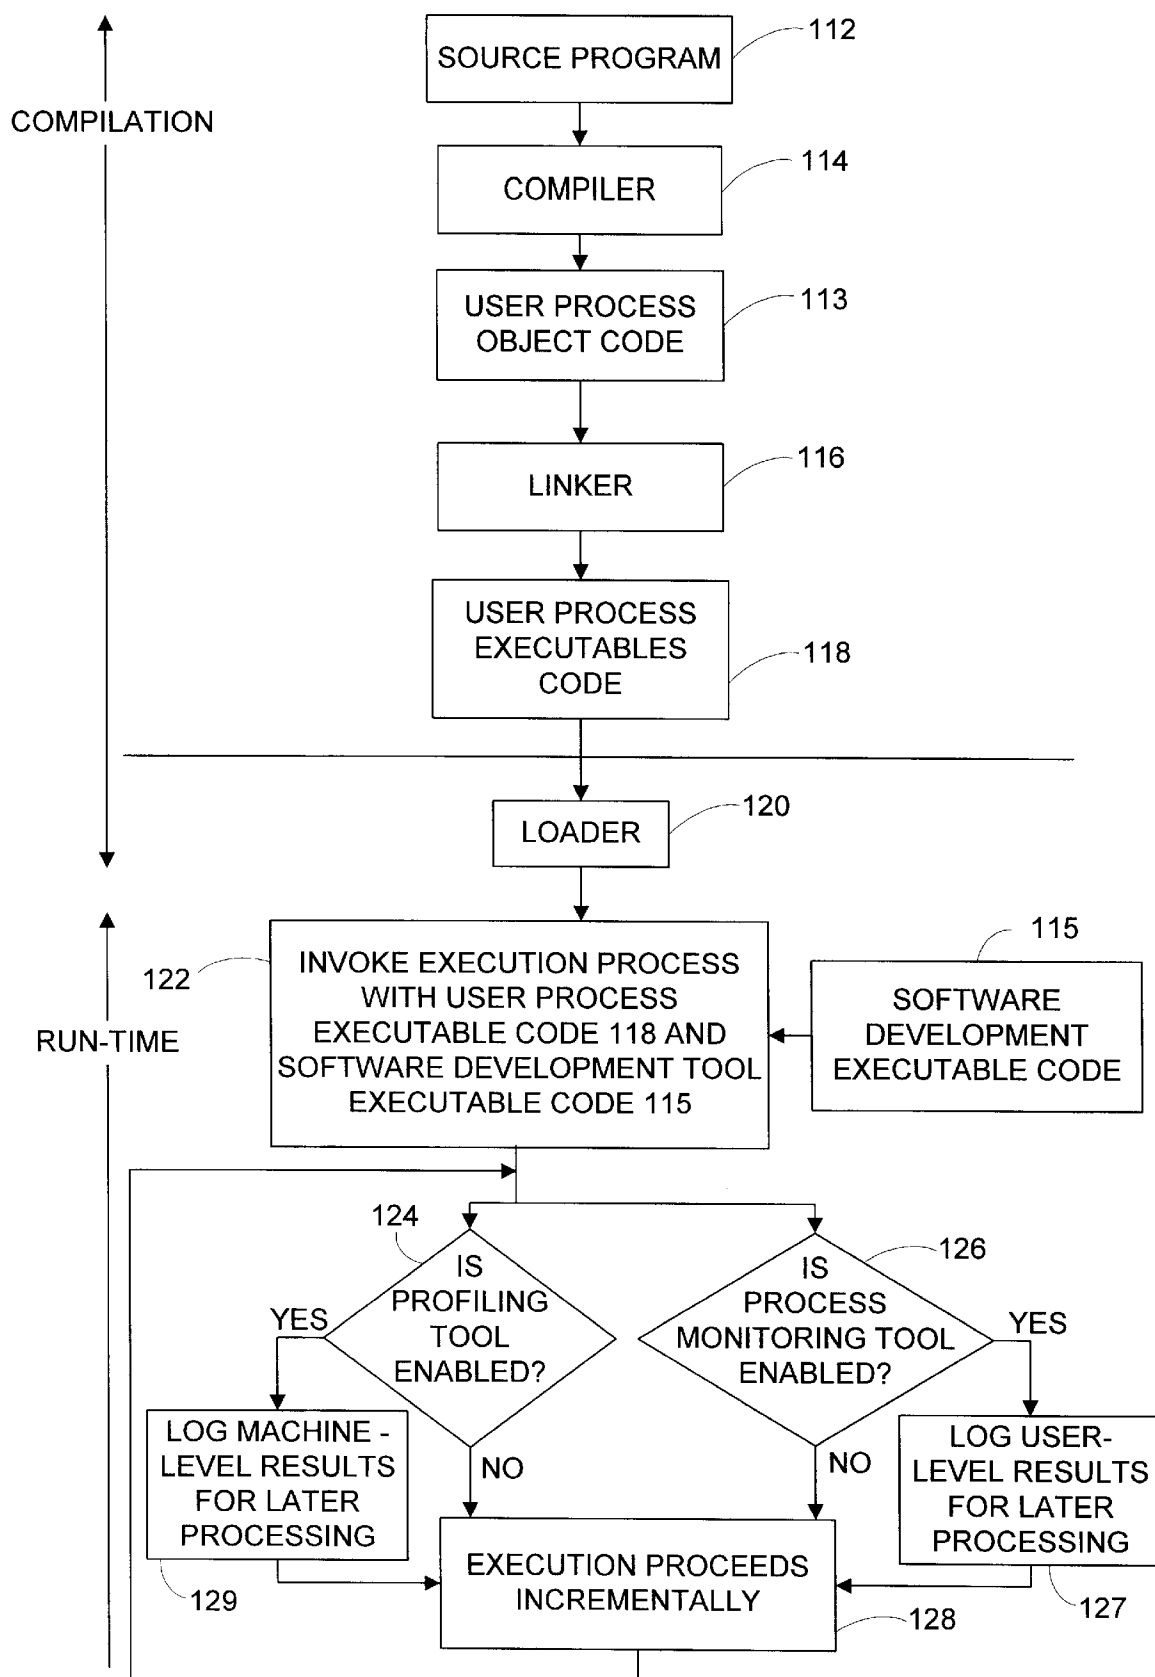 112
SOURCE PROGRAM
COMPILATION
114
COMPILER
113
USER PROCESS
OBJECT CODE
116
LINKER
USER PROCESS
EXECUTABLES
CODE
118
120
LOADER
115
122
INVOKE EXECUTION PROCESS
WITH USER PROCESS
EXECUTABLE CODE 118 AND
SOFTWARE DEVELOPMENT TOOL
EXECUTABLE CODE 115
SOFTWARE
DEVELOPMENT
EXECUTABLE CODE
RUN-TIME
124
IS
PROFILING
TOOL
ENABLED?
YES
NO
126
IS
PROCESS
MONITORING TOOL
ENABLED?
YES
NO
LOG MACHINE -
LEVEL RESULTS
FOR LATER
PROCESSING
129
LOG USER-
LEVEL RESULTS
FOR LATER
PROCESSING
127
EXECUTION PROCEEDS
INCREMENTALLY
128